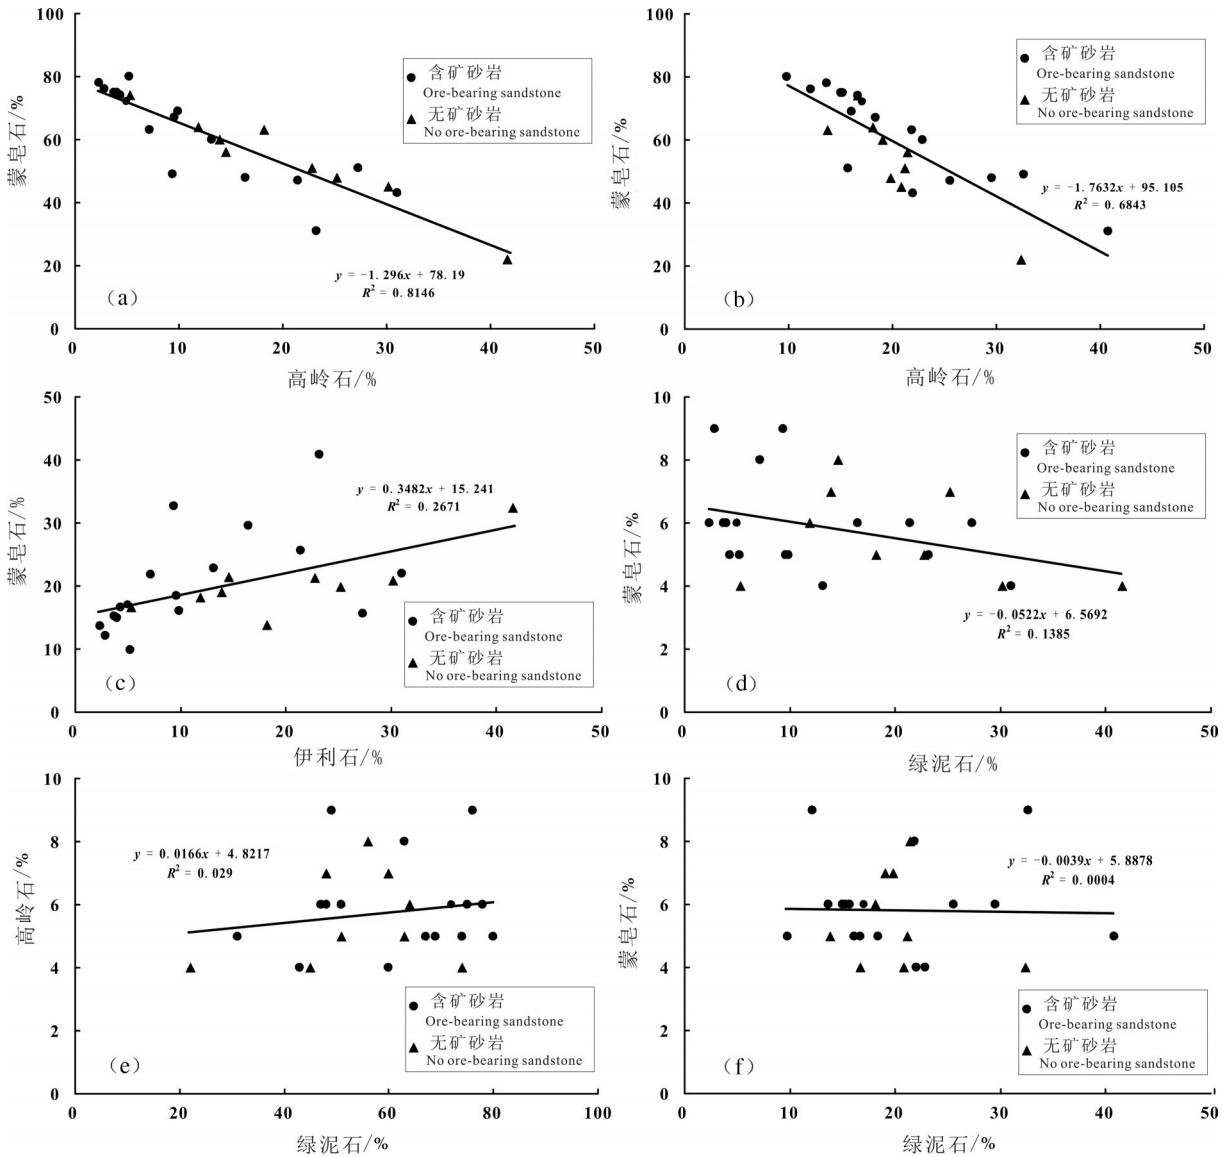 100
80
60
40
20
0
蒙皂石/%
含矿砂岩
Ore-bearing sandstone
无矿砂岩
No ore-bearing sandstone
y = −1.296x + 78.19
R² = 0.8146
(a)
0 10 20 30 40 50
高岭石/%
100
80
60
40
20
0
蒙皂石/%
含矿砂岩
Ore-bearing sandstone
无矿砂岩
No ore-bearing sandstone
y = −1.7632x + 95.105
R² = 0.6843
(b)
0 10 20 30 40 50
高岭石/%
50
40
30
20
10
0
蒙皂石/%
y = 0.3482x + 15.241
R² = 0.2671
含矿砂岩
Ore-bearing sandstone
无矿砂岩
No ore-bearing sandstone
(c)
0 10 20 30 40 50
伊利石/%
10
8
6
4
2
0
蒙皂石/%
含矿砂岩
Ore-bearing sandstone
无矿砂岩
No ore-bearing sandstone
y = −0.0522x + 6.5692
R² = 0.1385
(d)
0 10 20 30 40 50
绿泥石/%
10
8
6
4
2
0
高岭石/%
y = 0.0166x + 4.8217
R² = 0.029
含矿砂岩
Ore-bearing sandstone
无矿砂岩
No ore-bearing sandstone
(e)
0 20 40 60 80 100
绿泥石/%
10
8
6
4
2
0
蒙皂石/%
y = −0.0039x + 5.8878
R² = 0.0004
含矿砂岩
Ore-bearing sandstone
无矿砂岩
No ore-bearing sandstone
(f)
0 10 20 30 40 50
绿泥石/%